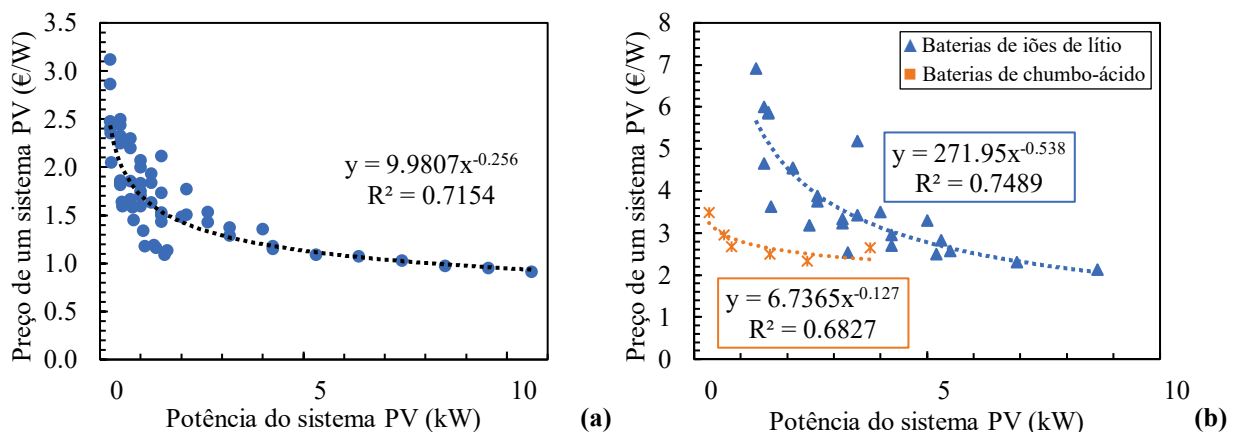 Preço de um sistema PV (€/W)
3.5
3.0
2.5
2.0
1.5
1.0
0.5
0.0
y = 9.9807x^-0.256
R² = 0.7154
0
5
10
Potência do sistema PV (kW)
(a)
Preço de um sistema PV (€/W)
8
7
6
5
4
3
2
1
0
Baterias de iões de lítio
Baterias de chumbo-ácido
y = 271.95x^-0.538
R² = 0.7489
y = 6.7365x^-0.127
R² = 0.6827
0
5
10
Potência do sistema PV (kW)
(b)